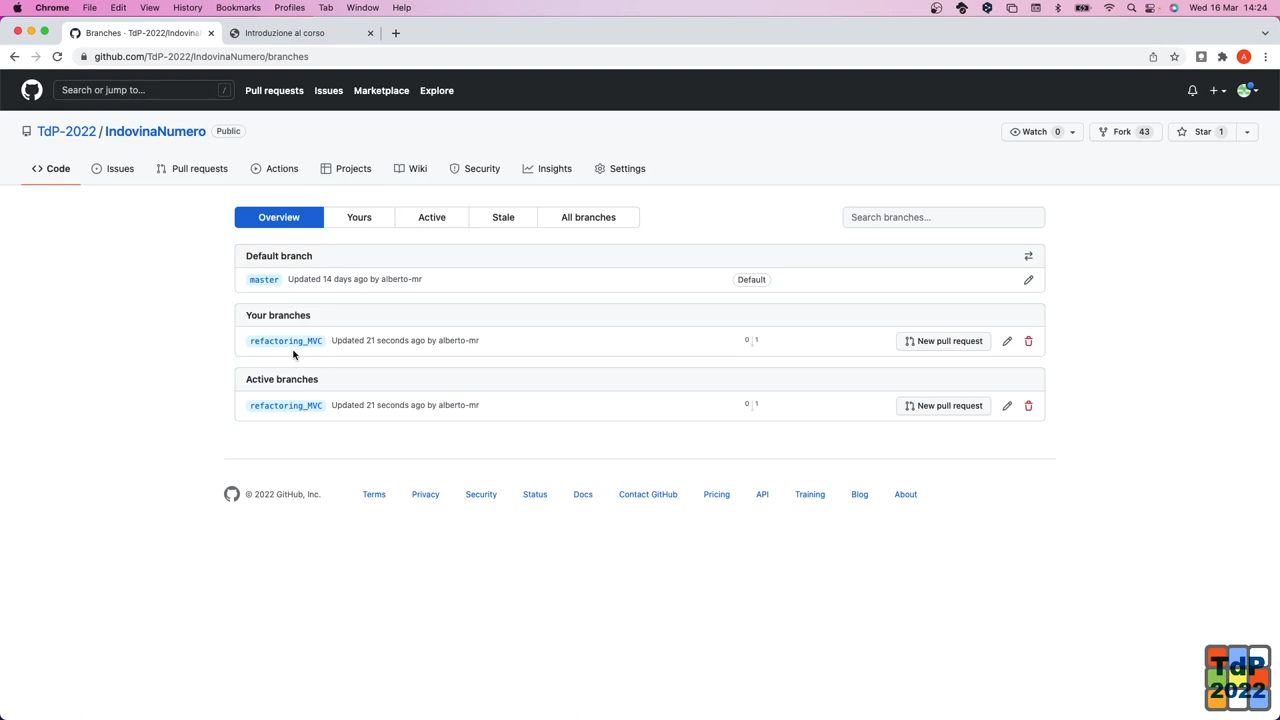 Chrome File Edit View History Bookmarks Profiles Tab Window Help Wed 16 Mar 14:24
Branches · TdP-2022/Indovina Introduzione al corso
github.com/TdP-2022/IndovinaNumero/branches A
Search or jump to... / Pull requests Issues Marketplace Explore
TdP-2022 / IndovinaNumero Public Watch 0 Fork 43 Star 1
Code Issues Pull requests Actions Projects Wiki Security Insights Settings
Overview Yours Active Stale All branches Search branches...
Default branch
master Updated 14 days ago by alberto-mr Default
Your branches
refactoring_MVC Updated 21 seconds ago by alberto-mr 0 1 New pull request
Active branches
refactoring_MVC Updated 21 seconds ago by alberto-mr 0 1 New pull request
© 2022 GitHub, Inc. Terms Privacy Security Status Docs Contact GitHub Pricing API Training Blog About
TdP
2022